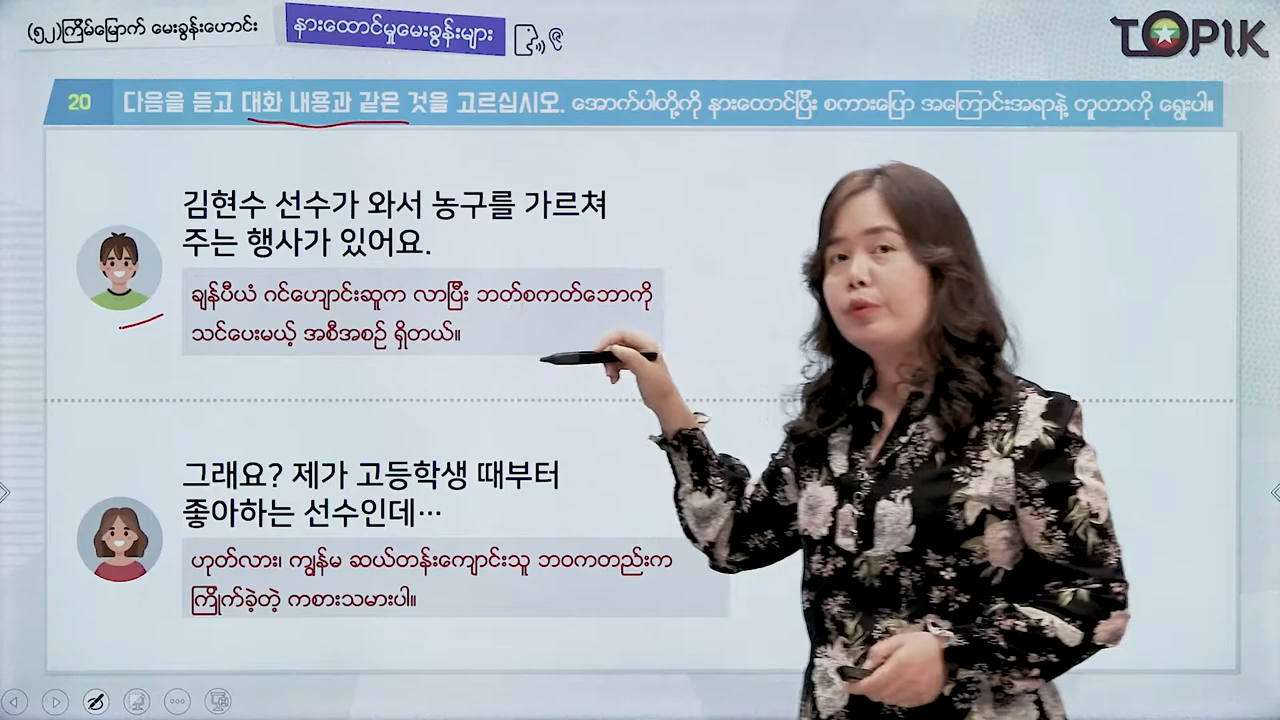 (၅၂)ကြိမ်မြောက် မေးခွန်းဟောင်း
နားထောင်မှုမေးခွန်းများ
TOPIK
20 다음을 듣고 대화 내용과 같은 것을 고르십시오. အောက်ပါတို့ကို နားထောင်ပြီး စကားပြော အကြောင်းအရာနဲ့ တူတာကို ရွေးပါ။
김현수 선수가 와서 농구를 가르쳐
주는 행사가 있어요.
ချန်ပီယံ ဂင်ဟျောင်းဆူက လာပြီး ဘတ်စကတ်ဘောကို
သင်ပေးမယ့် အစီအစဉ် ရှိတယ်။
그래요? 제가 고등학생 때부터
좋아하는 선수인데…
ဟုတ်လား၊ ကျွန်မ ဆယ်တန်းကျောင်းသူ ဘဝကတည်းက
ကြိုက်ခဲ့တဲ့ ကစားသမားပါ။